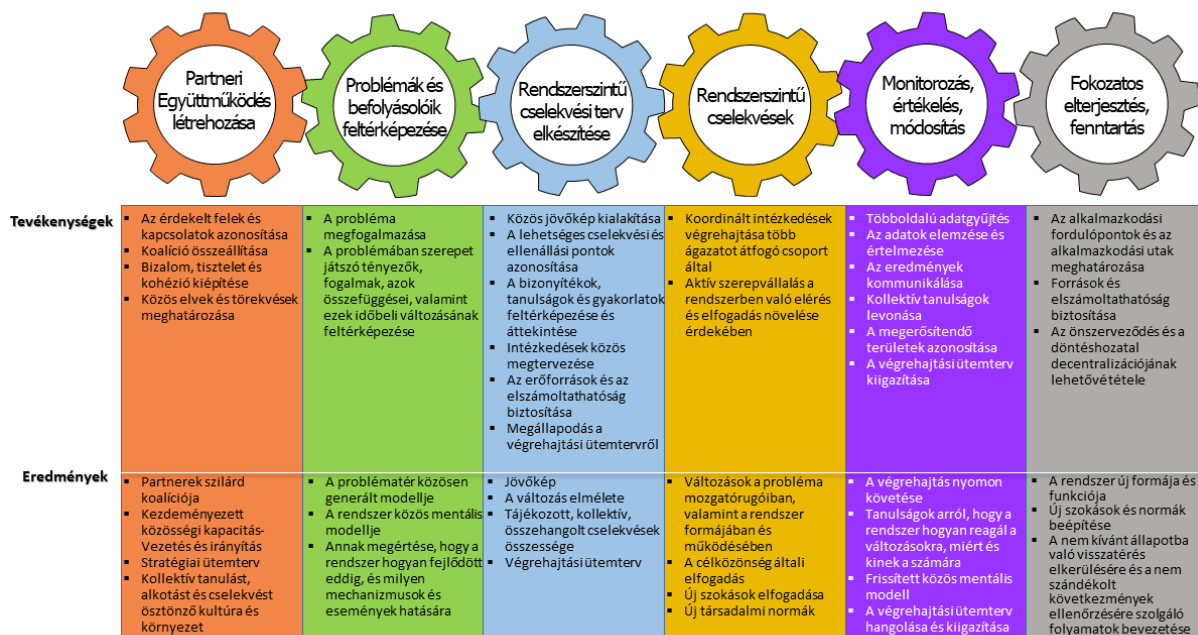 Partneri
Együttműködés
létrehozása
Problémák és
befolyásolóik
feltérképezése
Rendszerszintű
cselekvési terv
elkészítése
Rendszerszintű
cselekvések
Monitorozás,
értékelés,
módosítás
Fokozatos
elterjesztés,
fenntartás
Tevékenységek
▪ Az érdekelt felek és
kapcsolatok azonosítása
▪ Koalíció összeállítása
▪ Bizalom, tisztelet és
kohézió kiépítése
▪ Közös elvek és törekvések
meghatározása
▪ A probléma
megfogalmazása
▪ A problémában szerepet
játszó tényezők,
fogalmak, azok
összefüggései, valamint
ezek időbeli változásának
feltérképezése
▪ Közös jövőkép kialakítása
▪ A lehetséges cselekvési és
ellenállási pontok
azonosítása
▪ A bizonyítékok,
tanulságok és gyakorlatok
feltérképezése és
áttekintése
▪ Intézkedések közös
megtervezése
▪ Az erőforrások és az
elszámoltathatóság
biztosítása
▪ Megállapodás a
végrehajtási ütemtervről
▪ Koordinált intézkedések
végrehajtása több
ágazatot átfogó csoport
által
▪ Aktív szerepvállalás a
rendszerben való elérés
és elfogadás növelése
érdekében
▪ Többoldalú adatgyűjtés
▪ Az adatok elemzése és
értelmezése
▪ Az eredmények
kommunikálása
▪ Kollektív tanulságok
levonása
▪ A megerősítendő
területek azonosítása
▪ A végrehajtási ütemterv
kiigazítása
▪ Az alkalmazkodási
fordulópontok és az
alkalmazkodási utak
meghatározása
▪ Források és
elszámoltathatóság
biztosítása
▪ Az önszerveződés és a
döntéshozatal
decentralizációjának
lehetővé tétele
Eredmények
▪ Partnerek szilárd
koalíciója
▪ Kezdeményezett
közösségi kapacitás-
Vezetés és irányítás
▪ Stratégiai ütemterv
▪ Kollektív tanulást,
alkotást és cselekvést
ösztönző kultúra és
környezet
▪ A problématér közösen
generált modellje
▪ A rendszer közös mentális
modellje
▪ Annak megértése, hogy a
rendszer hogyan fejlődött
eddig, és milyen
mechanizmusok és
események hatására
▪ Jövőkép
▪ A változás elmélete
▪ Tájékozott, kollektív,
összehangolt cselekvések
összessége
▪ Végrehajtási ütemterv
▪ Változások a probléma
mozgatórugóiban,
valamint a rendszer
formájában és
működésében
▪ A célközönség általi
elfogadás
▪ Új szokások elfogadása
▪ Új társadalmi normák
▪ A végrehajtás nyomon
követése
▪ Tanulságok arról, hogy a
rendszer hogyan reagál a
változásokra, miért és
kinek a számára
▪ Frissített közös mentális
modell
▪ A végrehajtási ütemterv
hangolása és kiigazítása
▪ A rendszer új formája és
funkciója
▪ Új szokások és normák
beépítése
▪ A nem kívánt állapotba
való visszatérés
elkerülésére és a nem
szándékolt
következmények
ellenőrzésére szolgáló
folyamatok bevezetése